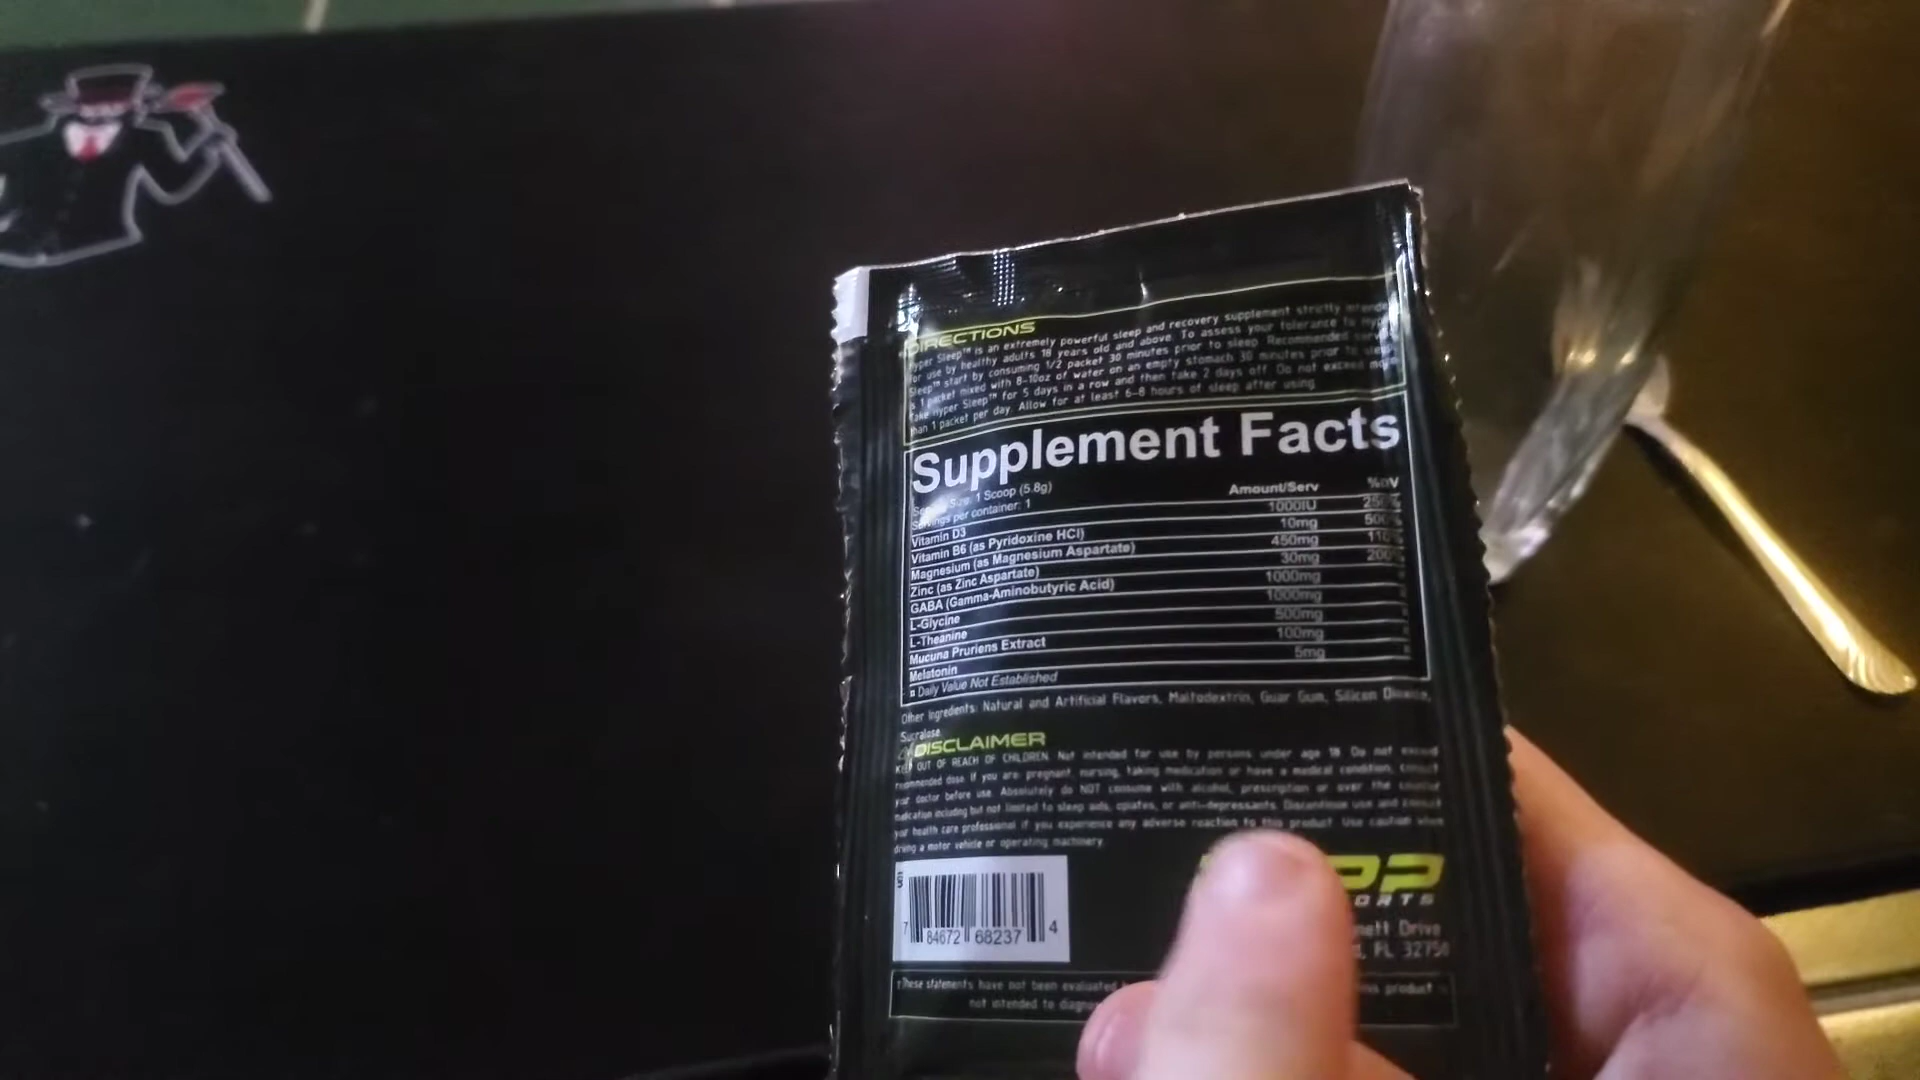 DIRECTIONS
Hyper Sleep™ is an extremely powerful sleep and recovery supplement strictly intended
for use by healthy adults 18 years old and above. To assess your tolerance to Hyper
Sleep™ start by consuming 1/2 packet 30 minutes prior to sleep. Recommended
is 1 packet mixed with 8-10oz of water on an empty stomach 30 minutes prior to sleep
Take Hyper Sleep™ for 5 days in a row and then take 2 days off. Do not exceed more
than 1 packet per day. Allow for at least 6-8 hours of sleep after using.
Supplement Facts
Size: 1 Scoop (5.8g)
Servings per container: 1
Amount/Serv %DV
Vitamin D3 1000IU 250%
Vitamin B6 (as Pyridoxine HCl) 10mg 500%
Magnesium (as Magnesium Aspartate) 450mg 110%
Zinc (as Zinc Aspartate) 30mg 200%
GABA (Gamma-Aminobutyric Acid) 1000mg
L-Glycine 1000mg
L-Theanine 500mg
Mucuna Pruriens Extract 100mg
Melatonin 5mg
¤ Daily Value Not Established
Other Ingredients: Natural and Artificial Flavors, Maltodextrin, Guar Gum, Silicon Dioxide,
Sucralose
DISCLAIMER
KEEP OUT OF REACH OF CHILDREN. Not intended for use by persons under age 18. Do not exceed
recommended dose. If you are pregnant, nursing, taking medication or have a medical condition, consult
your doctor before use. Absolutely do NOT consume with alcohol, prescription or over the counter
medication including but not limited to sleep aids, opiates, or anti-depressants. Discontinue use and consult
your health care professional if you experience any adverse reaction to this product. Use caution when
driving a motor vehicle or operating machinery.
7 84672 68237 4
PP
ORTS
nett Drive
d, FL 32750
†These statements have not been evaluated
product is
not intended to diagno